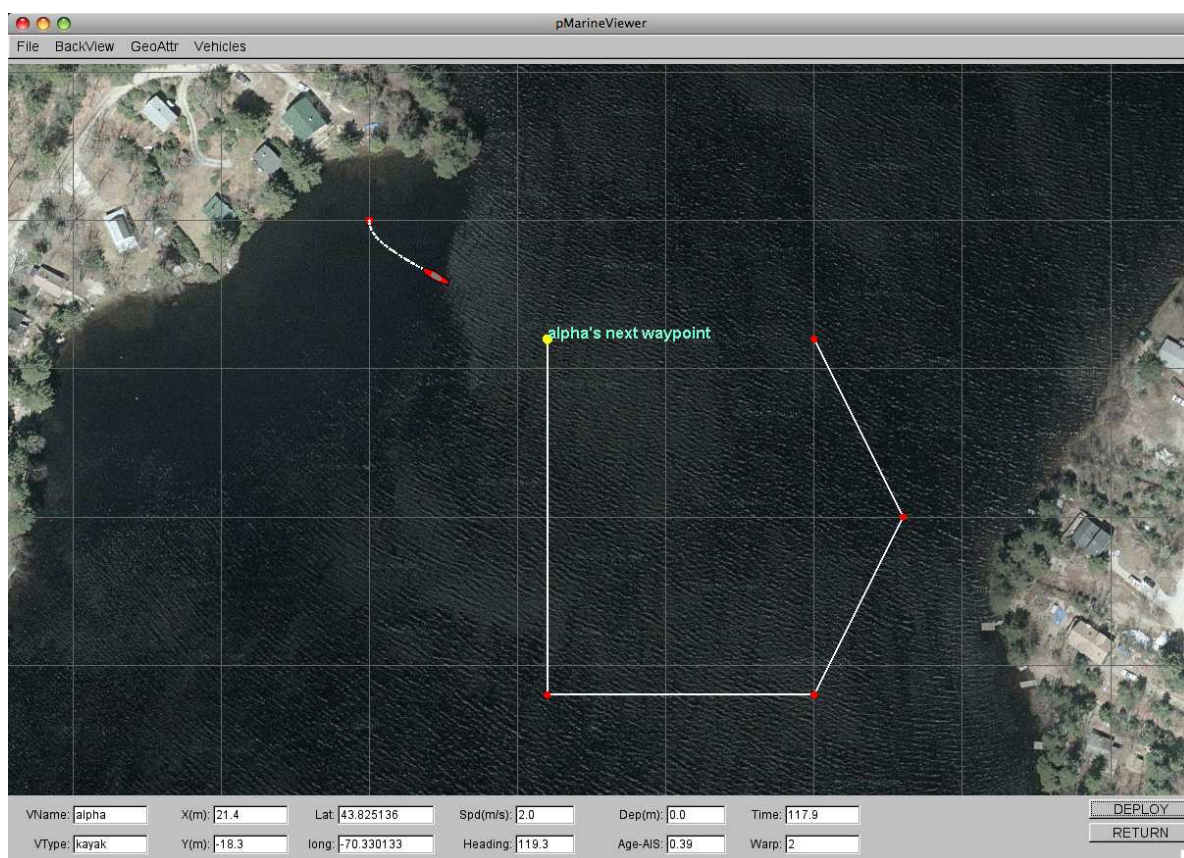 pMarineViewer
File BackView GeoAttr Vehicles
alpha's next waypoint
VName: alpha X(m): 21.4 Lat: 43.825136 Spd(m/s): 2.0 Dep(m): 0.0 Time: 117.9 DEPLOY
VType: kayak Y(m): -18.3 long: -70.330133 Heading: 119.3 Age-AIS: 0.39 Warp: 2 RETURN